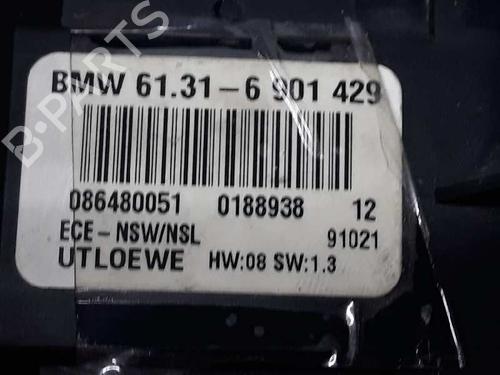 BMW 61.31-6 901 429
086480051 0188938 12
ECE-NSW/NSL 91021
UTLOEWE HW:08 SW:1.3
B-PARTS